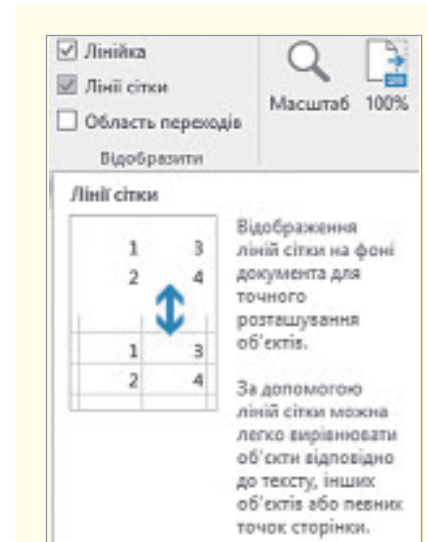 Лінійка
Лінії сітки
Область переходів
Масштаб
100%
Відобразити
Лінії сітки
1 3
2 4
1 3
2 4
Відображення
ліній сітки на фоні
документа для
точного
розташування
об'єктів.
За допомогою
ліній сітки можна
легко вирівнювати
об'єкти відповідно
до тексту, інших
об'єктів або певних
точок сторінки.